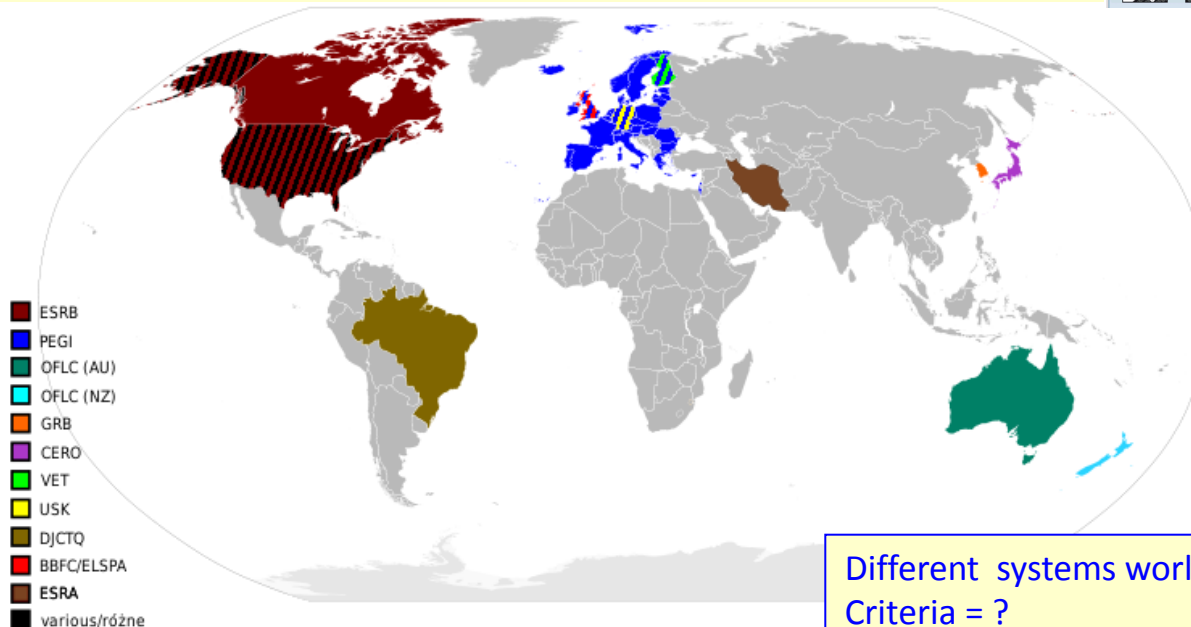 ESRB
PEGI
OFLC (AU)
OFLC (NZ)
GRB
CERO
VET
USK
DJCTQ
BBFC/ELSPA
ESRA
various/różne
Different systems worl
Criteria = ?